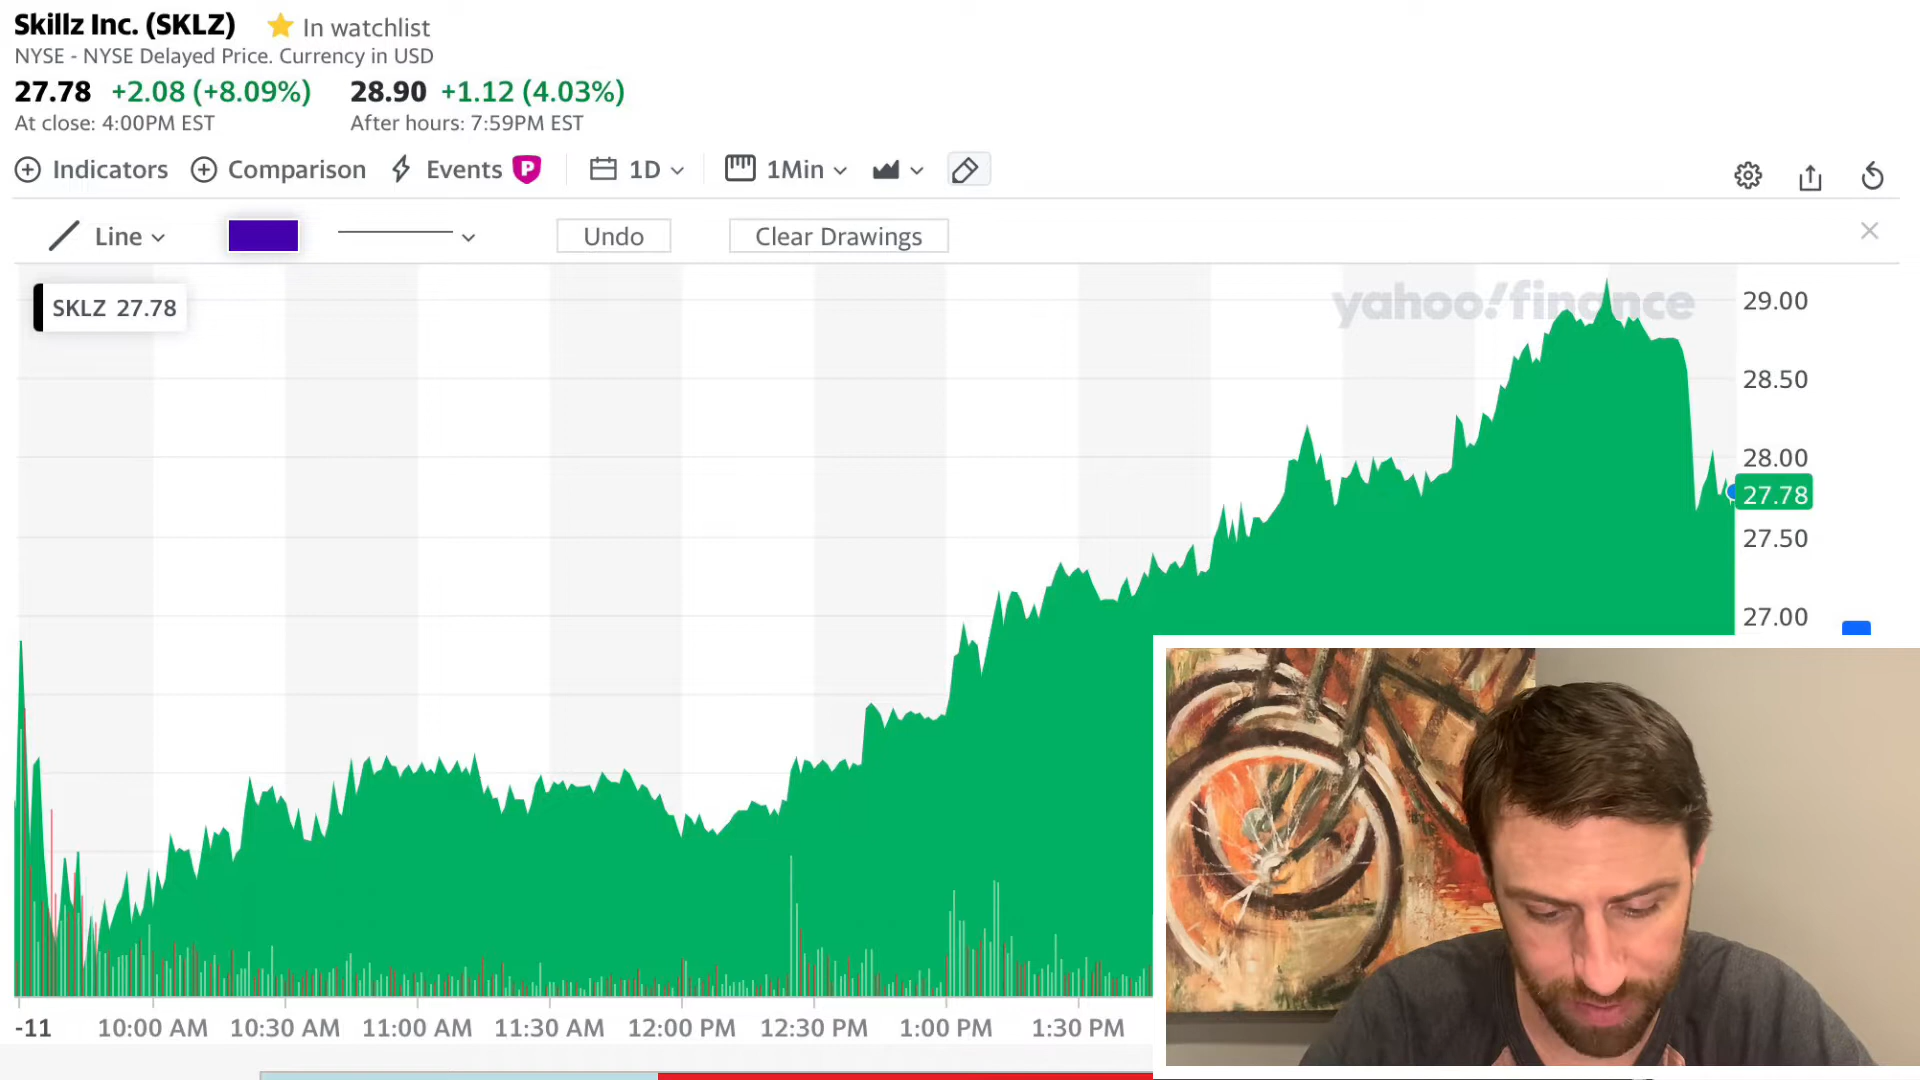 Skillz Inc. (SKLZ) In watchlist
NYSE - NYSE Delayed Price. Currency in USD
27.78 +2.08 (+8.09%) 28.90 +1.12 (4.03%)
At close: 4:00PM EST After hours: 7:59PM EST
Indicators Comparison Events P 1D 1Min
Line Undo Clear Drawings
SKLZ 27.78
yahoo!finance
29.00
28.50
28.00
27.78
27.50
27.00
-11 10:00 AM 10:30 AM 11:00 AM 11:30 AM 12:00 PM 12:30 PM 1:00 PM 1:30 PM